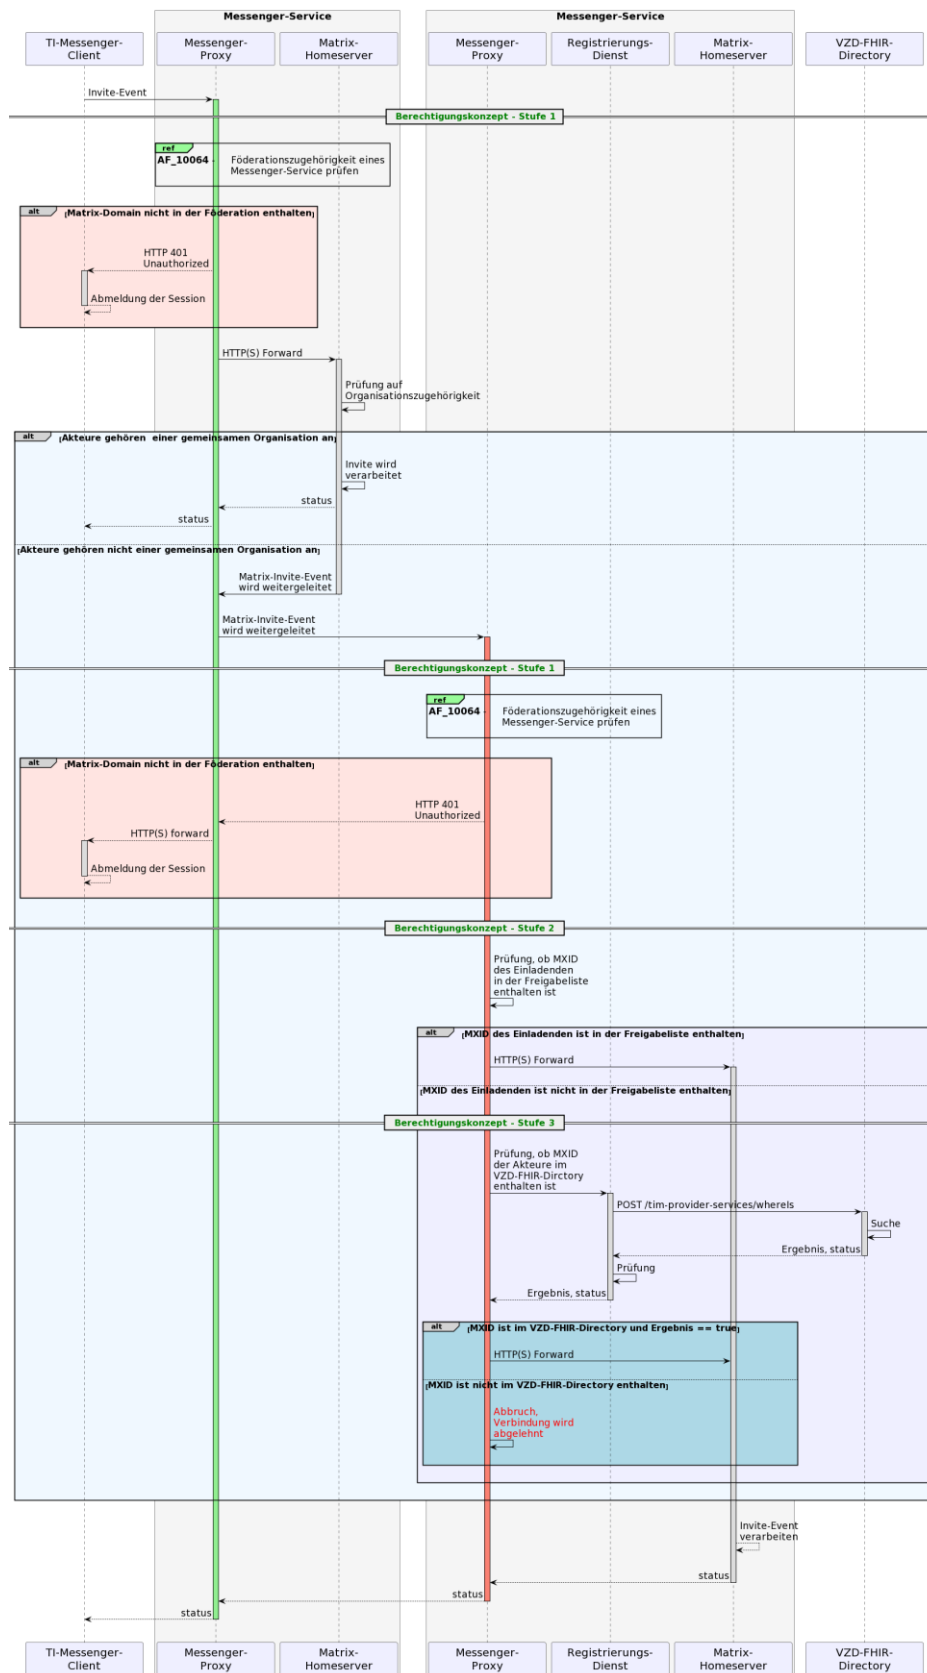 Messenger-Service
Messenger-Service
TI-Messenger-
Client
Messenger-
Proxy
Matrix-
Homeserver
Messenger-
Proxy
Registrierungs-
Dienst
Matrix-
Homeserver
VZD-FHIR-
Directory
Invite-Event
Berechtigungskonzept - Stufe 1
ref
AF_10064 - Föderationszugehörigkeit eines
Messenger-Service prüfen
alt [Matrix-Domain nicht in der Föderation enthalten]
HTTP 401
Unauthorized
Abmeldung der Session
HTTP(S) Forward
Prüfung auf
Organisationszugehörigkeit
alt [Akteure gehören einer gemeinsamen Organisation an]
Invite wird
verarbeitet
status
status
[Akteure gehören nicht einer gemeinsamen Organisation an]
Matrix-Invite-Event
wird weitergeleitet
Matrix-Invite-Event
wird weitergeleitet
Berechtigungskonzept - Stufe 1
ref
AF_10064 - Föderationszugehörigkeit eines
Messenger-Service prüfen
alt [Matrix-Domain nicht in der Föderation enthalten]
HTTP 401
Unauthorized
HTTP(S) forward
Abmeldung der Session
Berechtigungskonzept - Stufe 2
Prüfung, ob MXID
des Einladenden
in der Freigabeliste
enthalten ist
alt [MXID des Einladenden ist in der Freigabeliste enthalten]
HTTP(S) Forward
[MXID des Einladenden ist nicht in der Freigabeliste enthalten]
Berechtigungskonzept - Stufe 3
Prüfung, ob MXID
der Akteure im
VZD-FHIR-Dirctory
enthalten ist
POST /tim-provider-services/whereIs
Suche
Ergebnis, status
Prüfung
Ergebnis, status
alt [MXID ist im VZD-FHIR-Directory und Ergebnis == true]
HTTP(S) Forward
[MXID ist nicht im VZD-FHIR-Directory enthalten]
Abbruch,
Verbindung wird
abgelehnt
Invite-Event
verarbeiten
status
status
status
TI-Messenger-
Client
Messenger-
Proxy
Matrix-
Homeserver
Messenger-
Proxy
Registrierungs-
Dienst
Matrix-
Homeserver
VZD-FHIR-
Directory